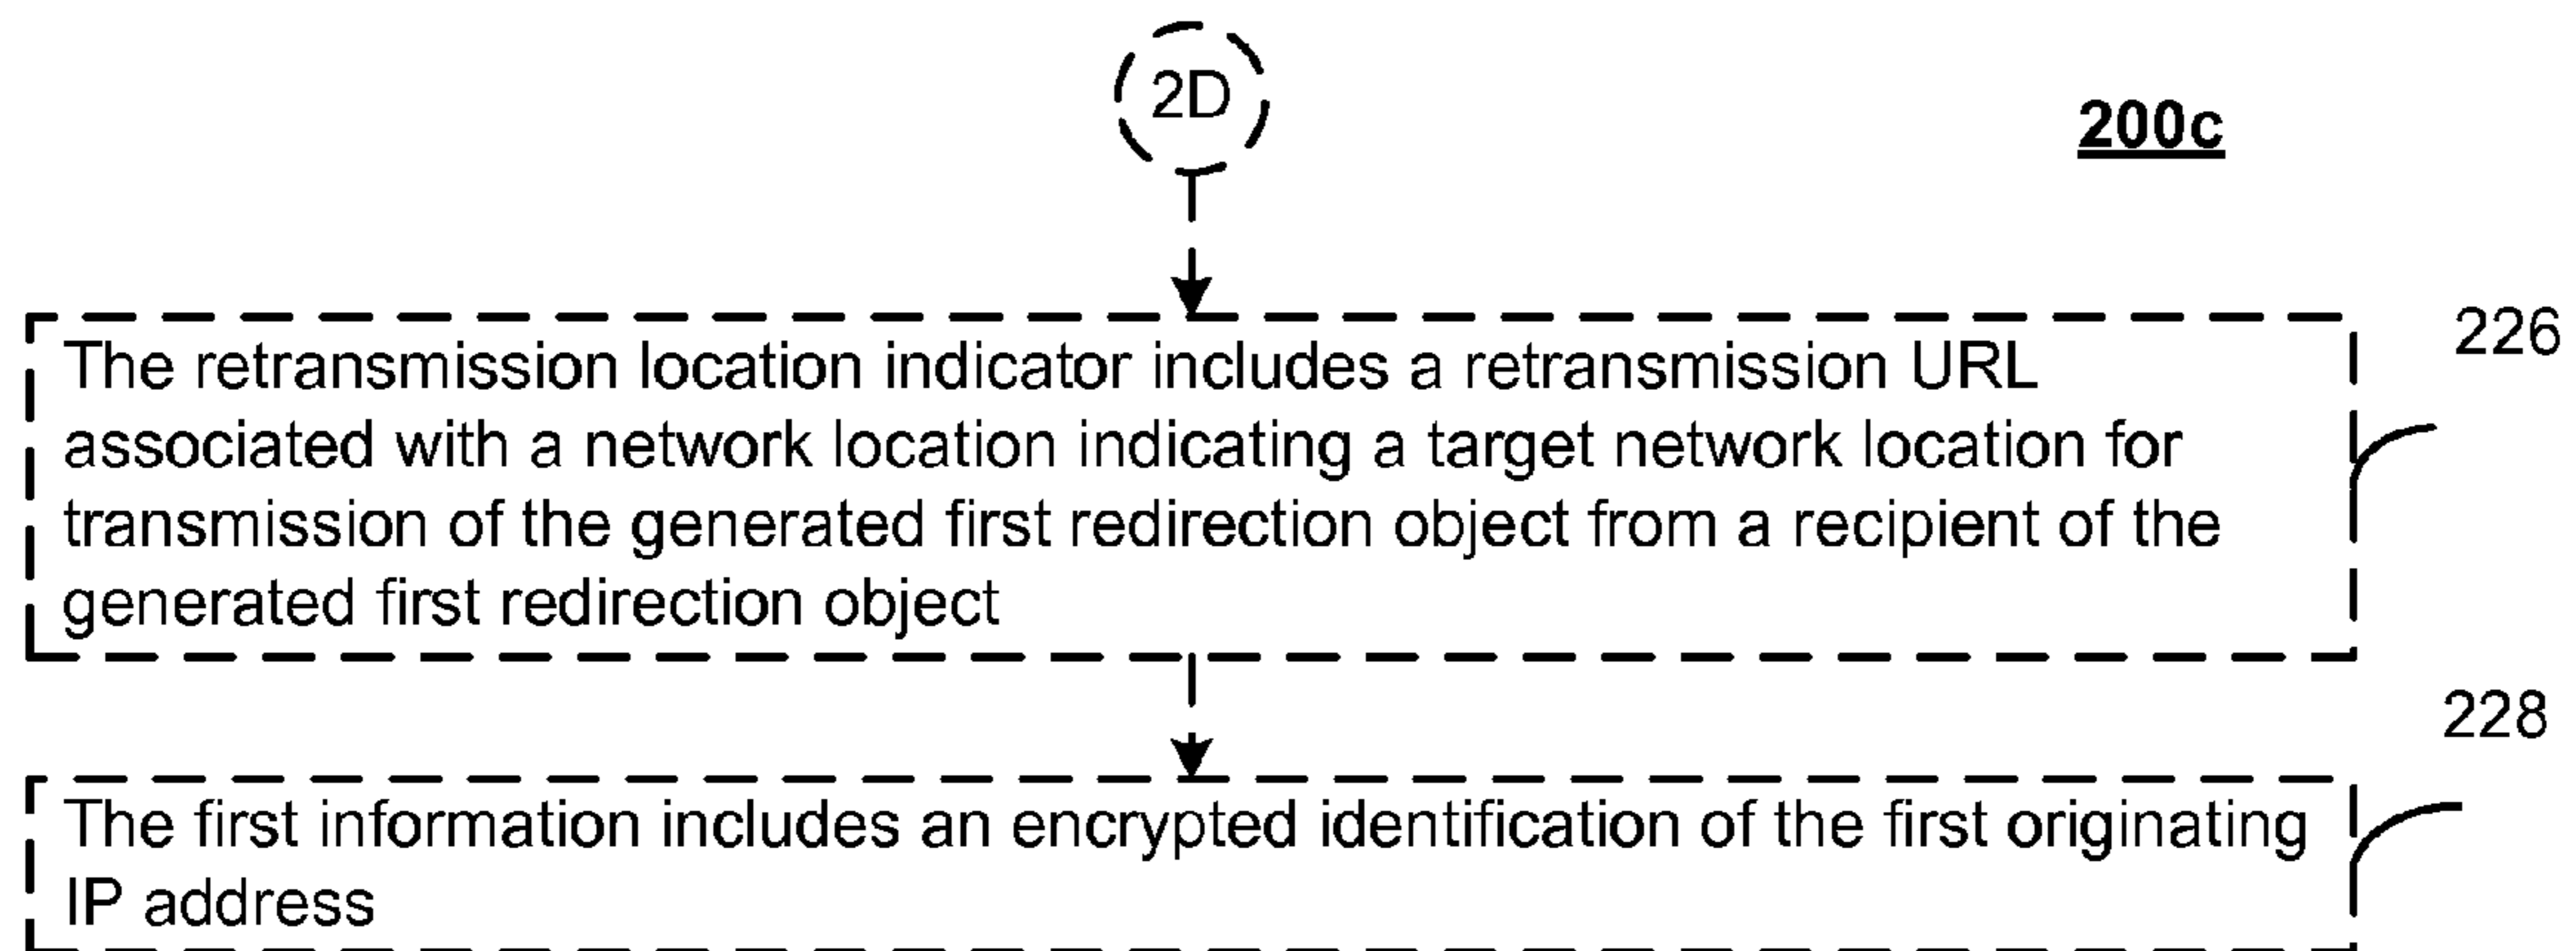 2D
200c
226
The retransmission location indicator includes a retransmission URL
associated with a network location indicating a target network location for
transmission of the generated first redirection object from a recipient of the
generated first redirection object
228
The first information includes an encrypted identification of the first originating
IP address